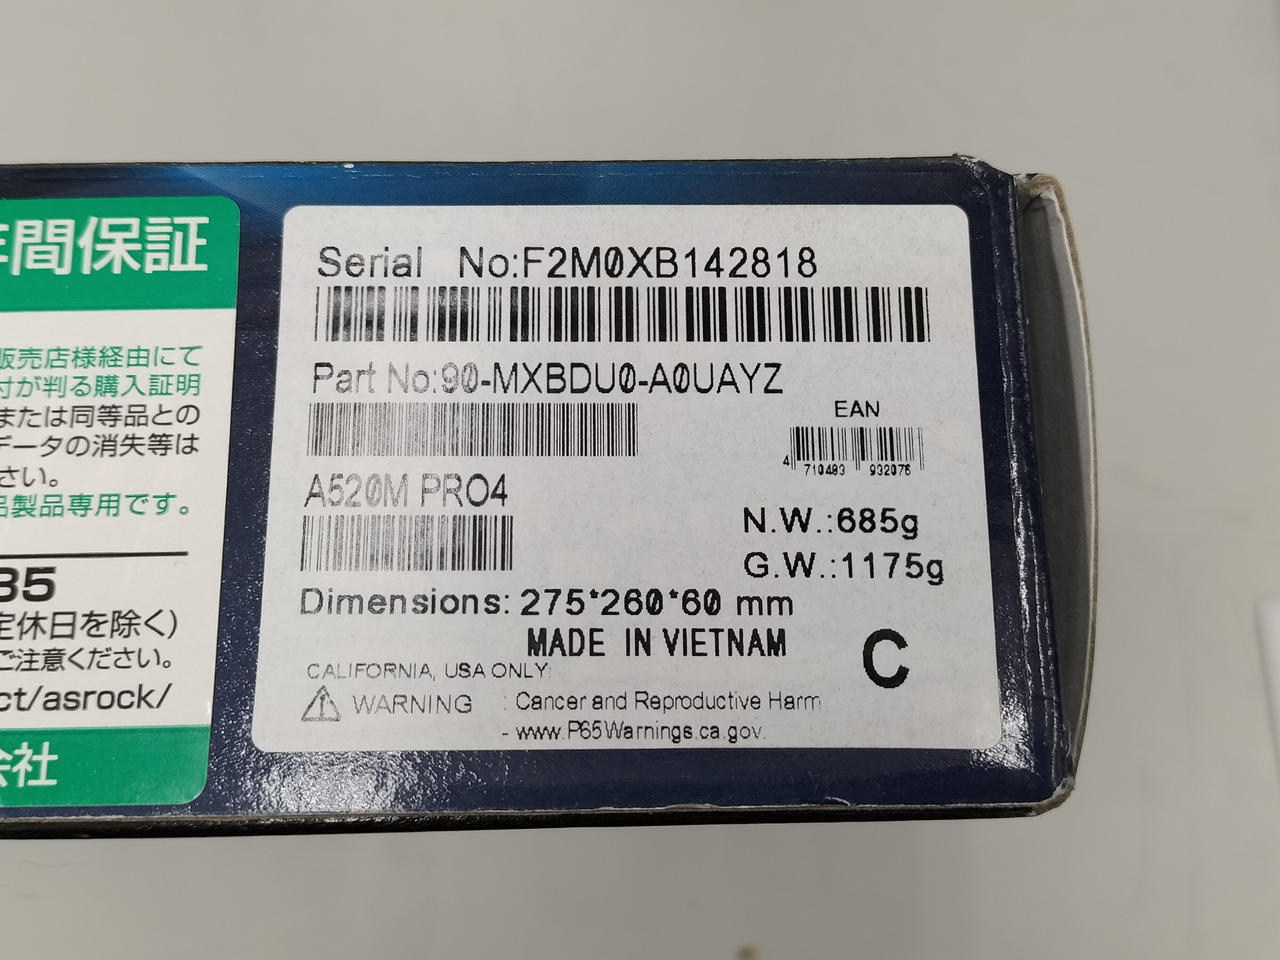 年間保証
販売店様経由にて
付が判る購入証明
または同等品との
データの消失等は
さい。
品製品専用です。
85
定休日を除く)
ご注意ください。
ct/asrock/
会社
Serial No:F2M0XB142818
Part No:90-MXBDU0-A0UAYZ
EAN
4 710483 932076
A520M PRO4
N.W.:685g
G.W.:1175g
Dimensions: 275*260*60 mm
MADE IN VIETNAM
C
CALIFORNIA, USA ONLY:
WARNING : Cancer and Reproductive Harm
- www.P65Warnings.ca.gov.